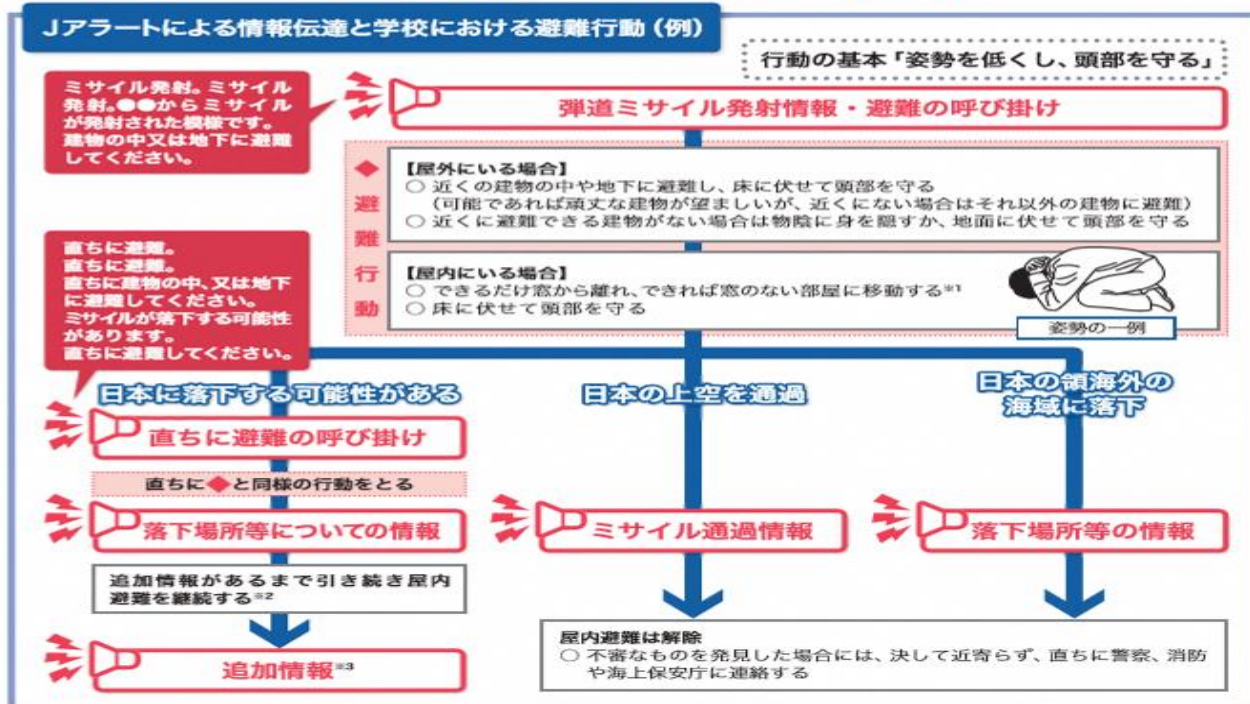 Jアラートによる情報伝達と学校における避難行動（例）
行動の基本「姿勢を低くし、頭部を守る」
ミサイル発射。ミサイル
発射。●●からミサイル
が発射された模様です。
建物の中又は地下に避難
してください。
弾道ミサイル発射情報・避難の呼び掛け
◆避難行動
【屋外にいる場合】
○ 近くの建物の中や地下に避難し、床に伏せて頭部を守る
（可能であれば頑丈な建物が望ましいが、近くにない場合はそれ以外の建物に避難）
○ 近くに避難できる建物がない場合は物陰に身を隠すか、地面に伏せて頭部を守る
【屋内にいる場合】
○ できるだけ窓から離れ、できれば窓のない部屋に移動する※1
○ 床に伏せて頭部を守る
姿勢の一例
直ちに避難。
直ちに避難。
直ちに建物の中、又は地下
に避難してください。
ミサイルが落下する可能性
があります。
直ちに避難してください。
日本に落下する可能性がある
直ちに避難の呼び掛け
直ちに◆と同様の行動をとる
落下場所等についての情報
追加情報があるまで引き続き屋内
避難を継続する※2
追加情報※3
日本の上空を通過
ミサイル通過情報
日本の領海外の
海域に落下
落下場所等の情報
屋内避難は解除
○ 不審なものを発見した場合には、決して近寄らず、直ちに警察、消防
や海上保安庁に連絡する